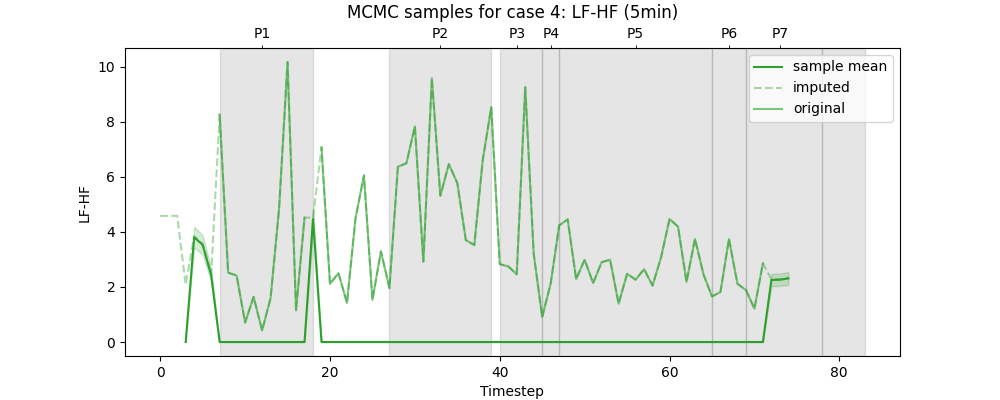 MCMC samples for case 4: LF-HF (5min)
P1 P2 P3 P4 P5 P6 P7
sample mean
imputed
original
LF-HF
10
8
6
4
2
0
0 20 40 60 80
Timestep